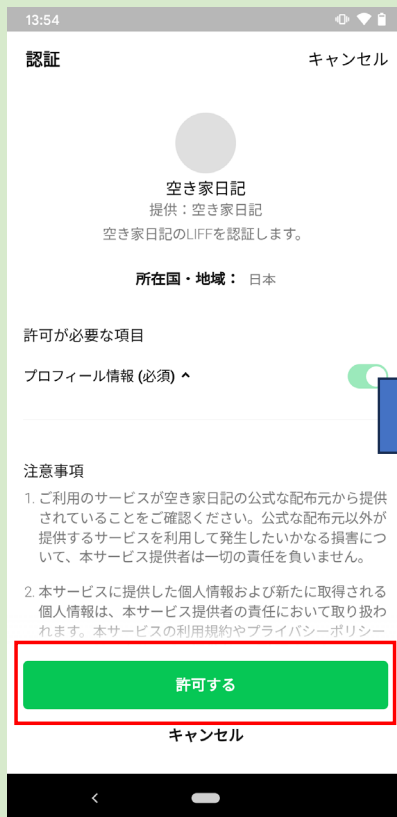 13:54
認証 キャンセル
空き家日記
提供：空き家日記
空き家日記のLIFFを認証します。
所在国・地域： 日本
許可が必要な項目
プロフィール情報 (必須)
注意事項
1. ご利用のサービスが空き家日記の公式な配布元から提供
されていることをご確認ください。公式な配布元以外が
提供するサービスを利用して発生したいかなる損害につ
いて、本サービス提供者は一切の責任を負いません。
2. 本サービスに提供した個人情報および新たに取得される
個人情報は、本サービス提供者の責任において取り扱わ
れます。本サービスの利用規約やプライバシーポリシー
許可する
キャンセル